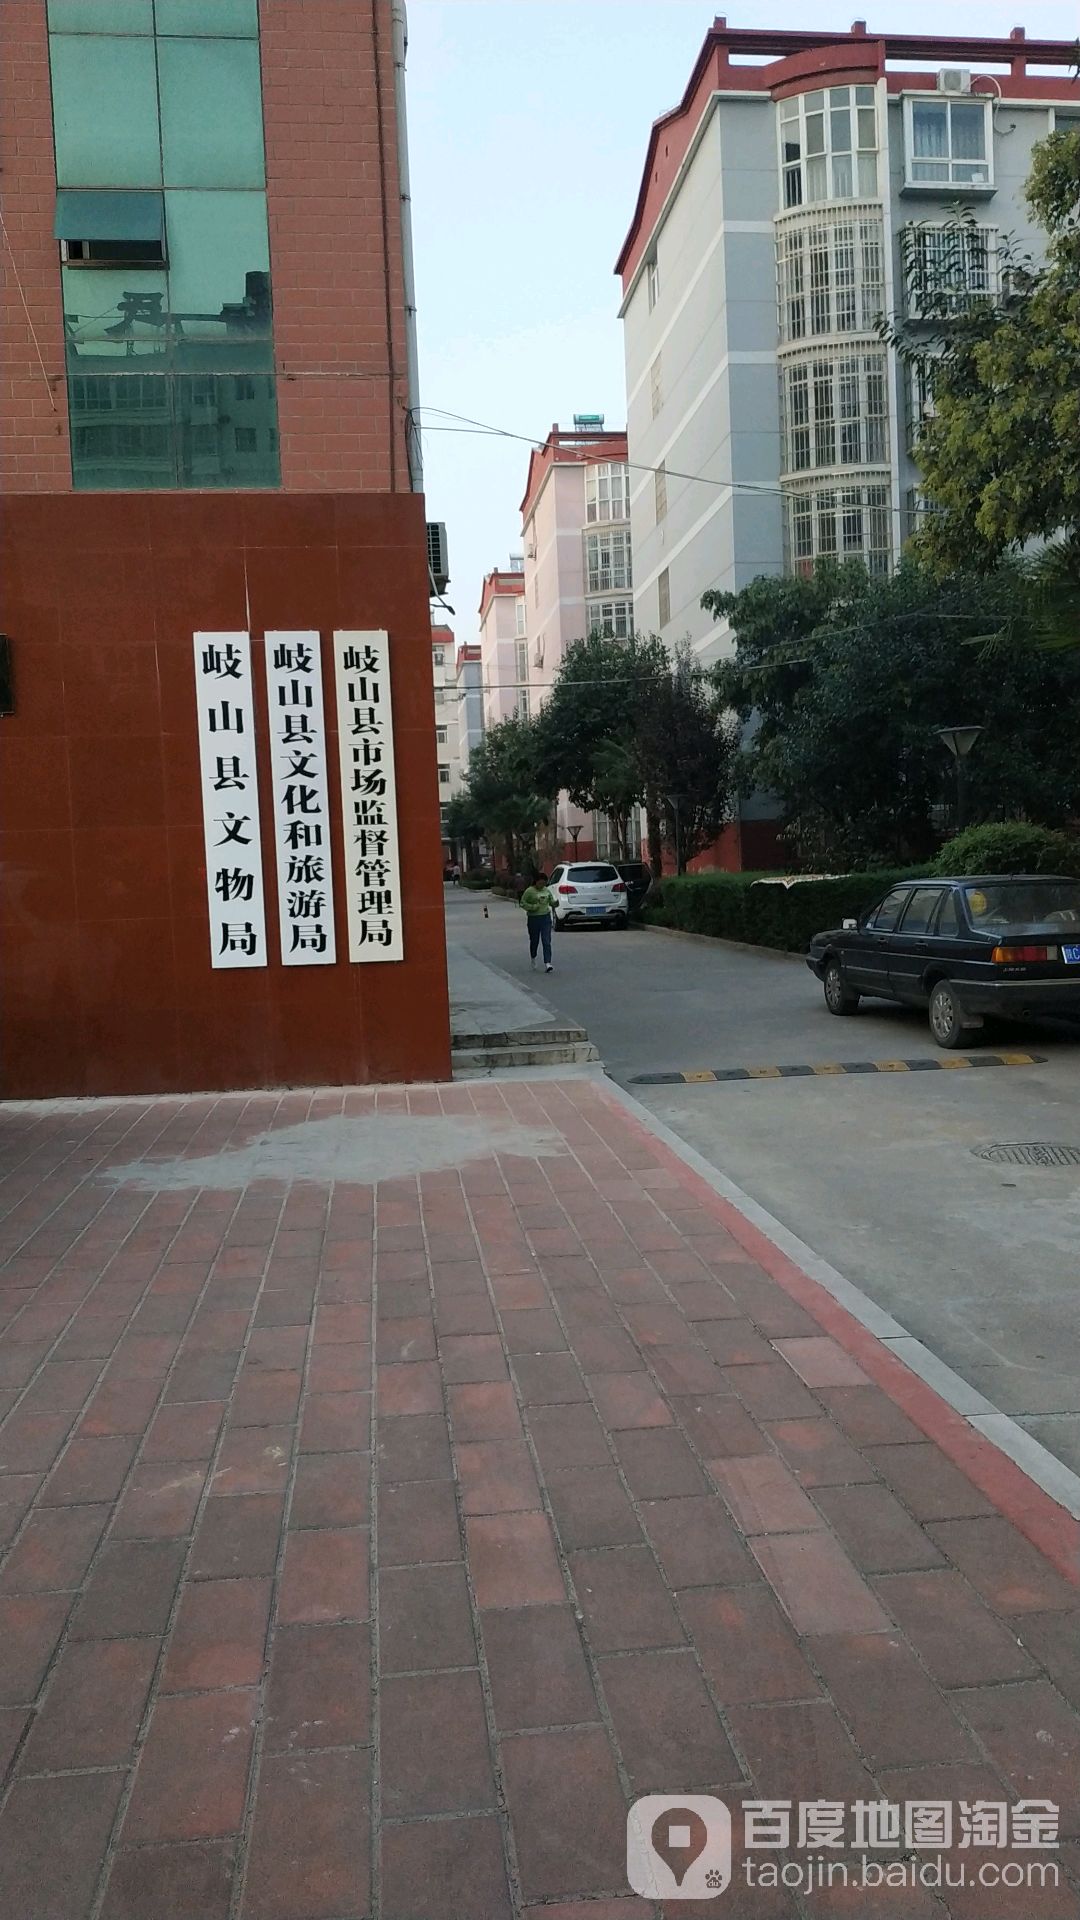 岐山县文物局
岐山县文化和旅游局
岐山县市场监督管理局
百度地图淘金
taojin.baidu.com